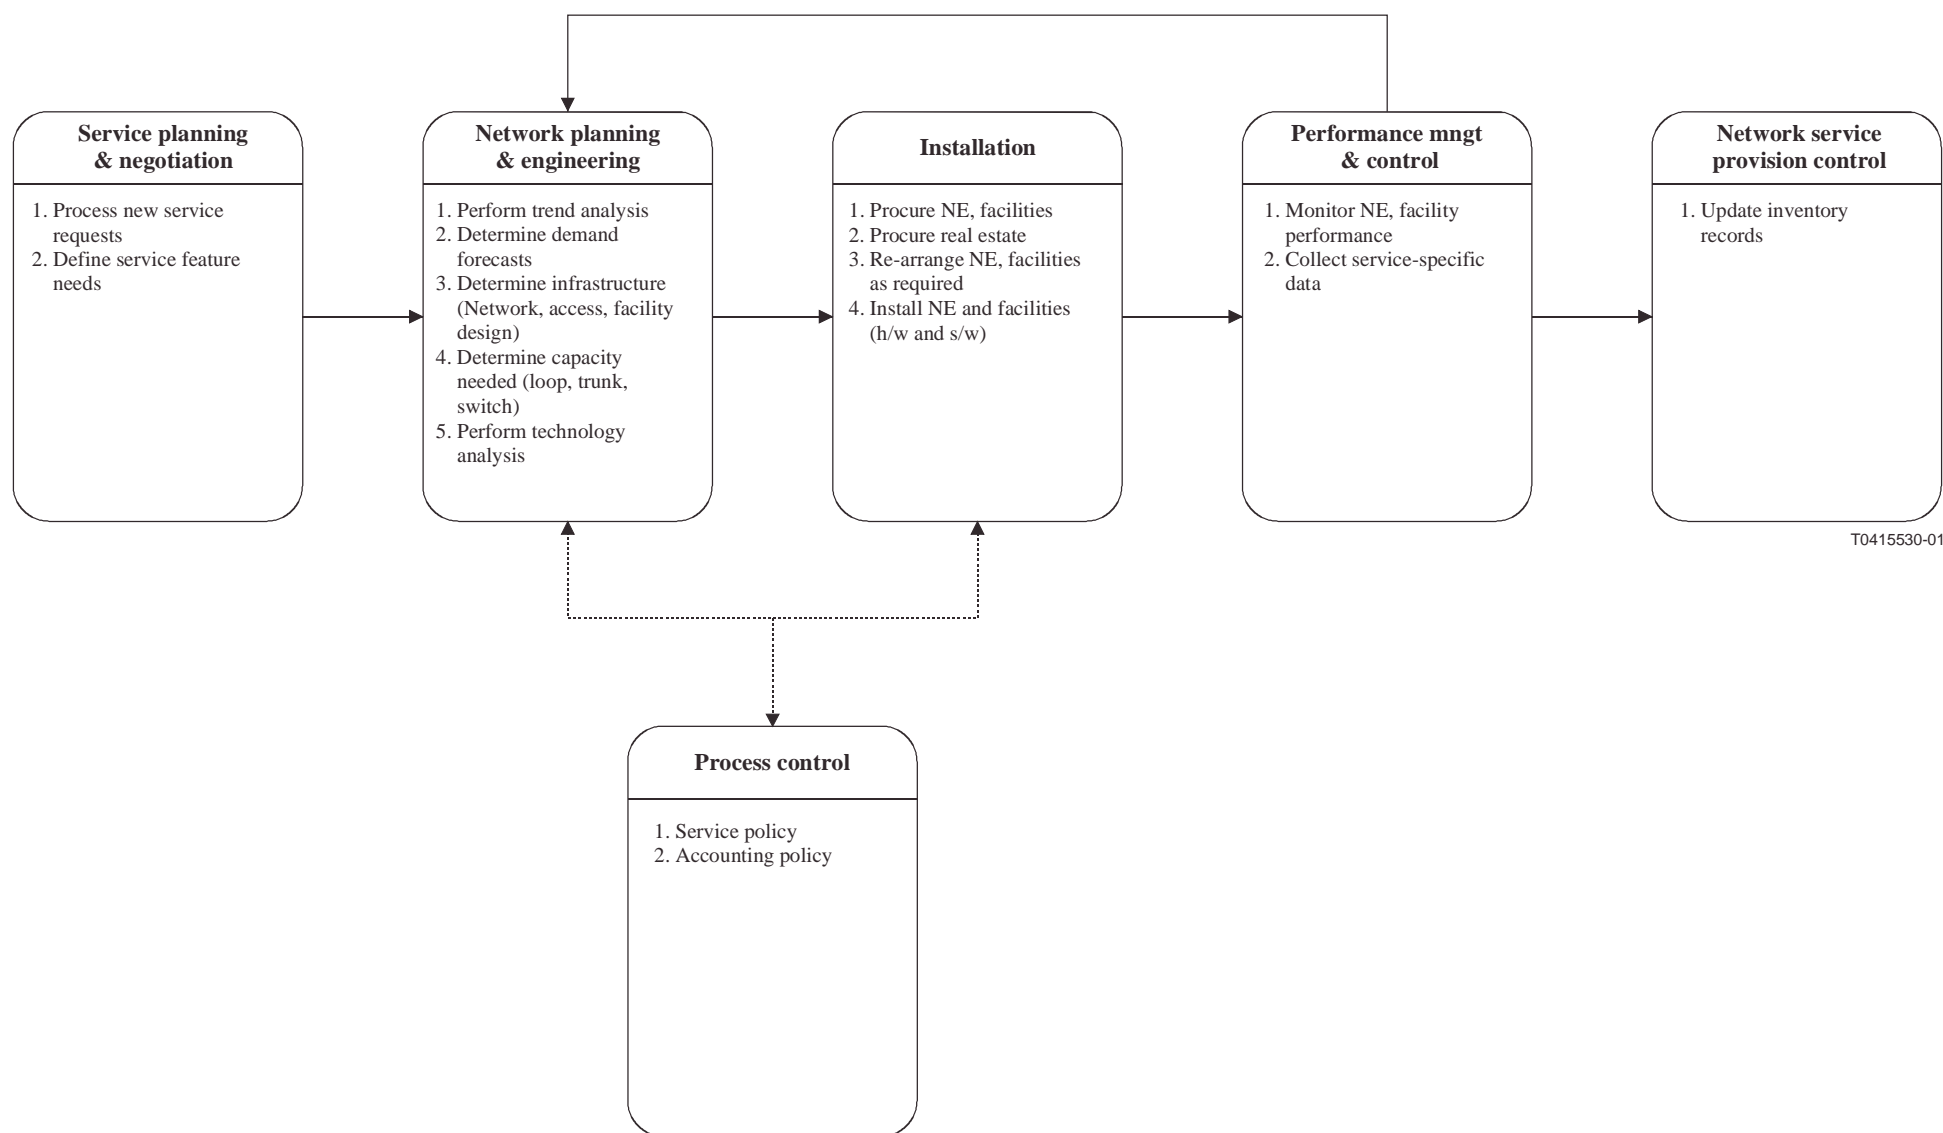 Service planning
& negotiation
1. Process new service
requests
2. Define service feature
needs
Network planning
& engineering
1. Perform trend analysis
2. Determine demand
forecasts
3. Determine infrastructure
(Network, access, facility
design)
4. Determine capacity
needed (loop, trunk,
switch)
5. Perform technology
analysis
Installation
1. Procure NE, facilities
2. Procure real estate
3. Re-arrange NE, facilities
as required
4. Install NE and facilities
(h/w and s/w)
Performance mngt
& control
1. Monitor NE, facility
performance
2. Collect service-specific
data
Network service
provision control
1. Update inventory
records
T0415530-01
Process control
1. Service policy
2. Accounting policy